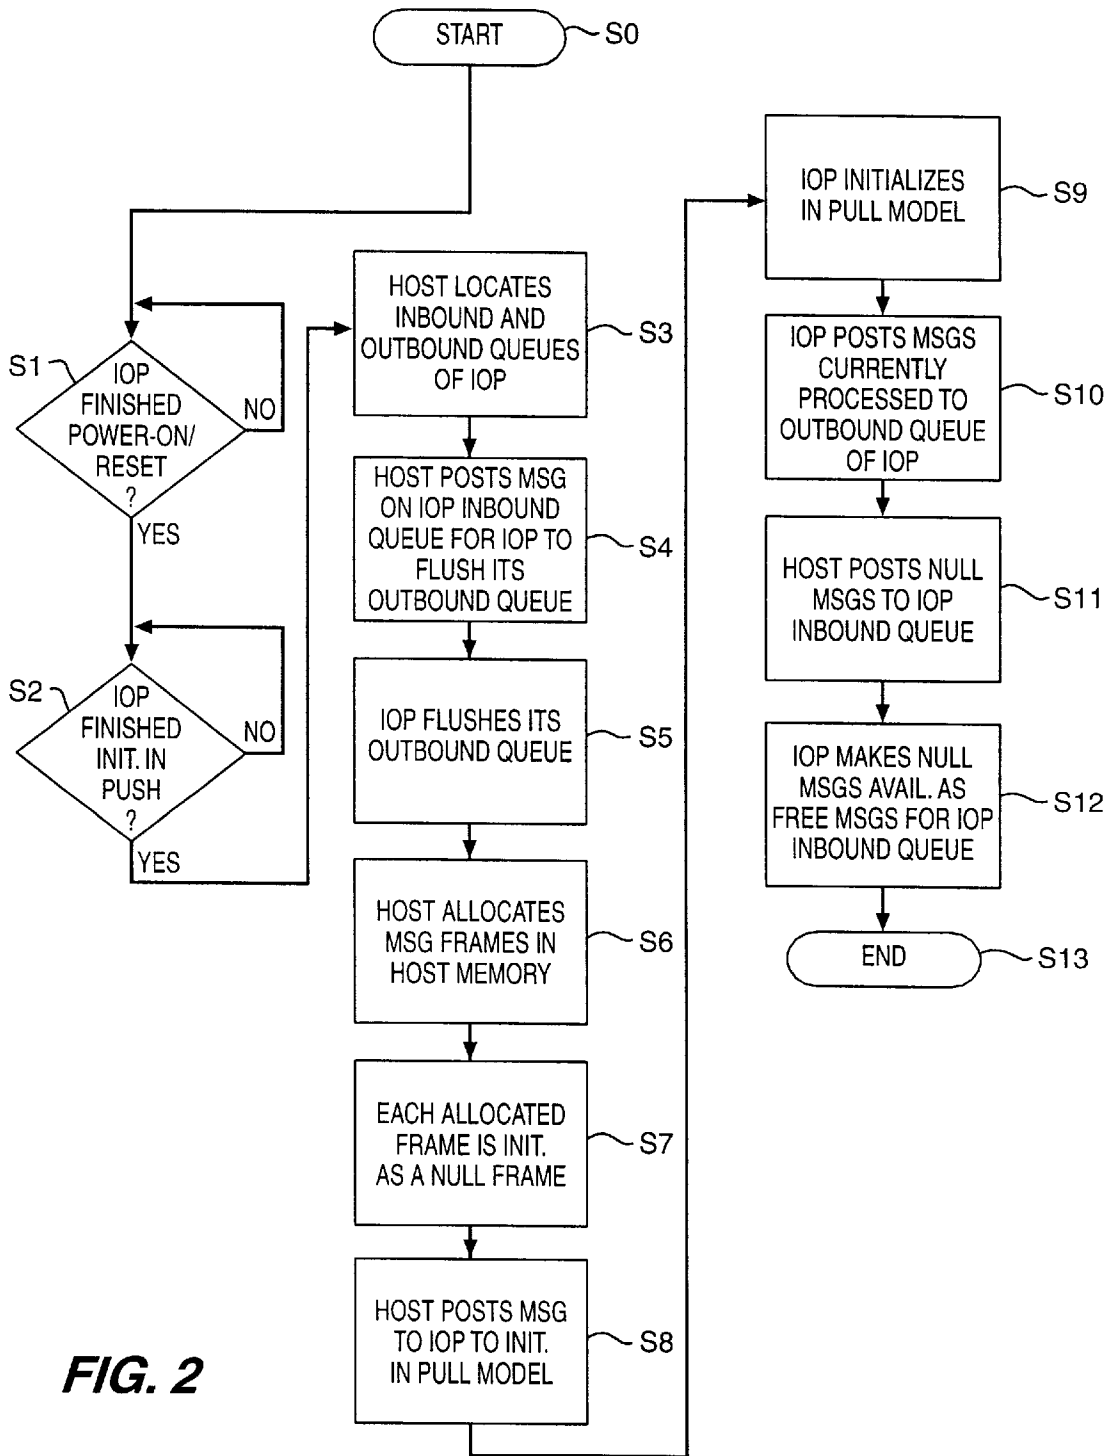 START
S0
S1
IOP
FINISHED
POWER-ON/
RESET
?
NO
YES
S2
IOP
FINISHED
INIT. IN
PUSH
?
NO
YES
HOST LOCATES
INBOUND AND
OUTBOUND QUEUES
OF IOP
S3
HOST POSTS MSG
ON IOP INBOUND
QUEUE FOR IOP TO
FLUSH ITS
OUTBOUND QUEUE
S4
IOP FLUSHES ITS
OUTBOUND QUEUE
S5
HOST ALLOCATES
MSG FRAMES IN
HOST MEMORY
S6
EACH ALLOCATED
FRAME IS INIT.
AS A NULL FRAME
S7
HOST POSTS MSG
TO IOP TO INIT.
IN PULL MODEL
S8
IOP INITIALIZES
IN PULL MODEL
S9
IOP POSTS MSGS
CURRENTLY
PROCESSED TO
OUTBOUND QUEUE
OF IOP
S10
HOST POSTS NULL
MSGS TO IOP
INBOUND QUEUE
S11
IOP MAKES NULL
MSGS AVAIL. AS
FREE MSGS FOR IOP
INBOUND QUEUE
S12
END
S13
FIG. 2